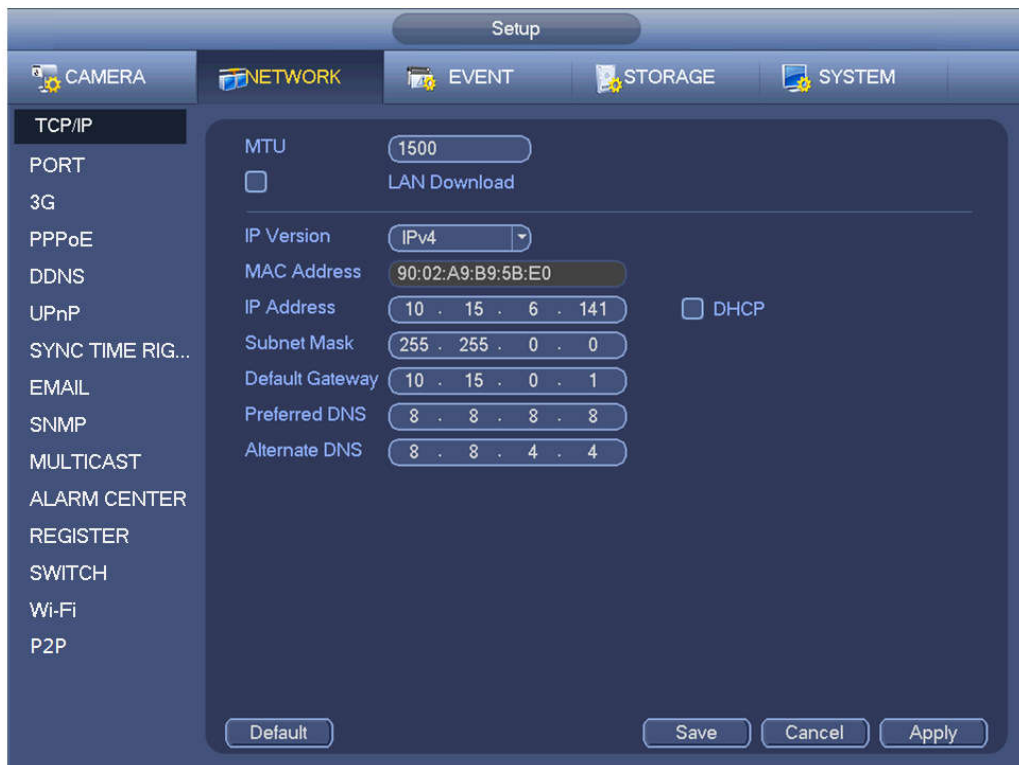 Setup
CAMERA NETWORK EVENT STORAGE SYSTEM
TCP/IP
PORT
3G
PPPoE
DDNS
UPnP
SYNC TIME RIG...
EMAIL
SNMP
MULTICAST
ALARM CENTER
REGISTER
SWITCH
Wi-Fi
P2P
MTU 1500
LAN Download
IP Version IPv4
MAC Address 90:02:A9:B9:5B:E0
IP Address 10 . 15 . 6 . 141 DHCP
Subnet Mask 255 . 255 . 0 . 0
Default Gateway 10 . 15 . 0 . 1
Preferred DNS 8 . 8 . 8 . 8
Alternate DNS 8 . 8 . 4 . 4
Default Save Cancel Apply